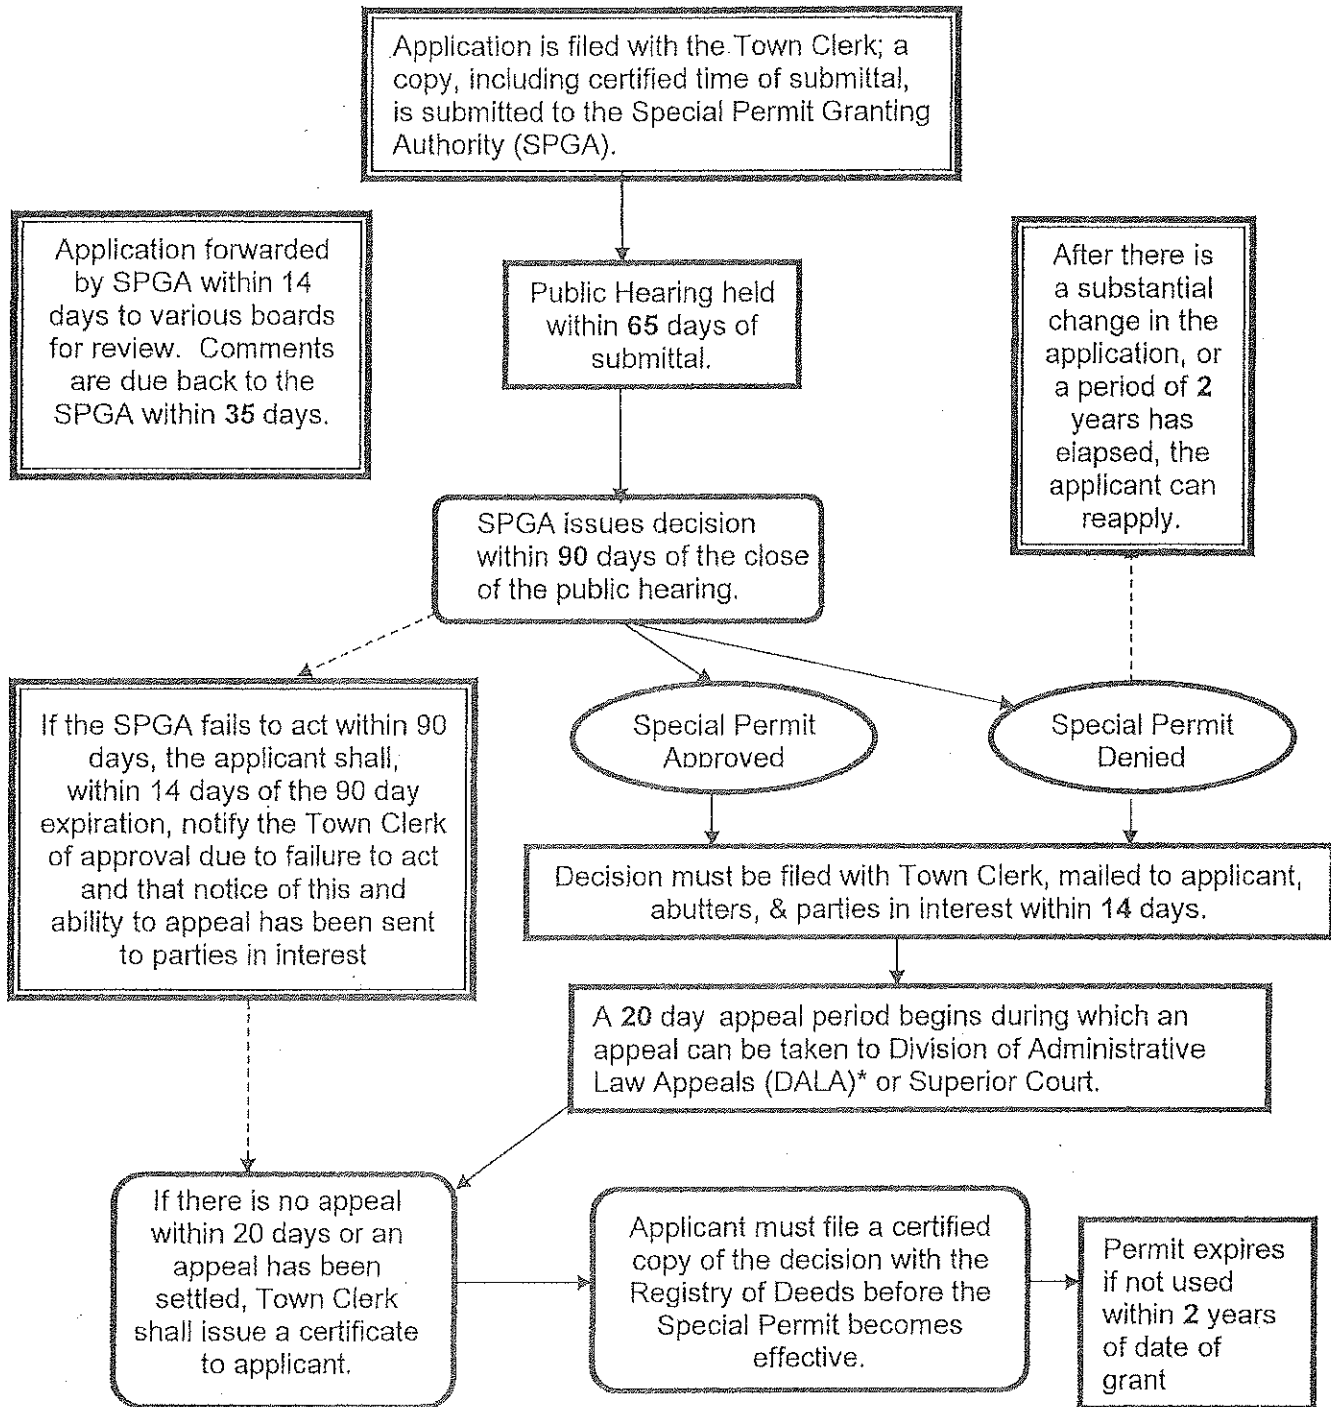 Application is filed with the Town Clerk; a
copy, including certified time of submittal,
is submitted to the Special Permit Granting
Authority (SPGA).
Application forwarded
by SPGA within 14
days to various boards
for review. Comments
are due back to the
SPGA within 35 days.
Public Hearing held
within 65 days of
submittal.
After there is
a substantial
change in the
application, or
a period of 2
years has
elapsed, the
applicant can
reapply.
SPGA issues decision
within 90 days of the close
of the public hearing.
If the SPGA fails to act within 90
days, the applicant shall,
within 14 days of the 90 day
expiration, notify the Town Clerk
of approval due to failure to act
and that notice of this and
ability to appeal has been sent
to parties in interest
Special Permit
Approved
Special Permit
Denied
Decision must be filed with Town Clerk, mailed to applicant,
abutters, & parties in interest within 14 days.
A 20 day appeal period begins during which an
appeal can be taken to Division of Administrative
Law Appeals (DALA)* or Superior Court.
If there is no appeal
within 20 days or an
appeal has been
settled, Town Clerk
shall issue a certificate
to applicant.
Applicant must file a certified
copy of the decision with the
Registry of Deeds before the
Special Permit becomes
effective.
Permit expires
if not used
within 2 years
of date of
grant